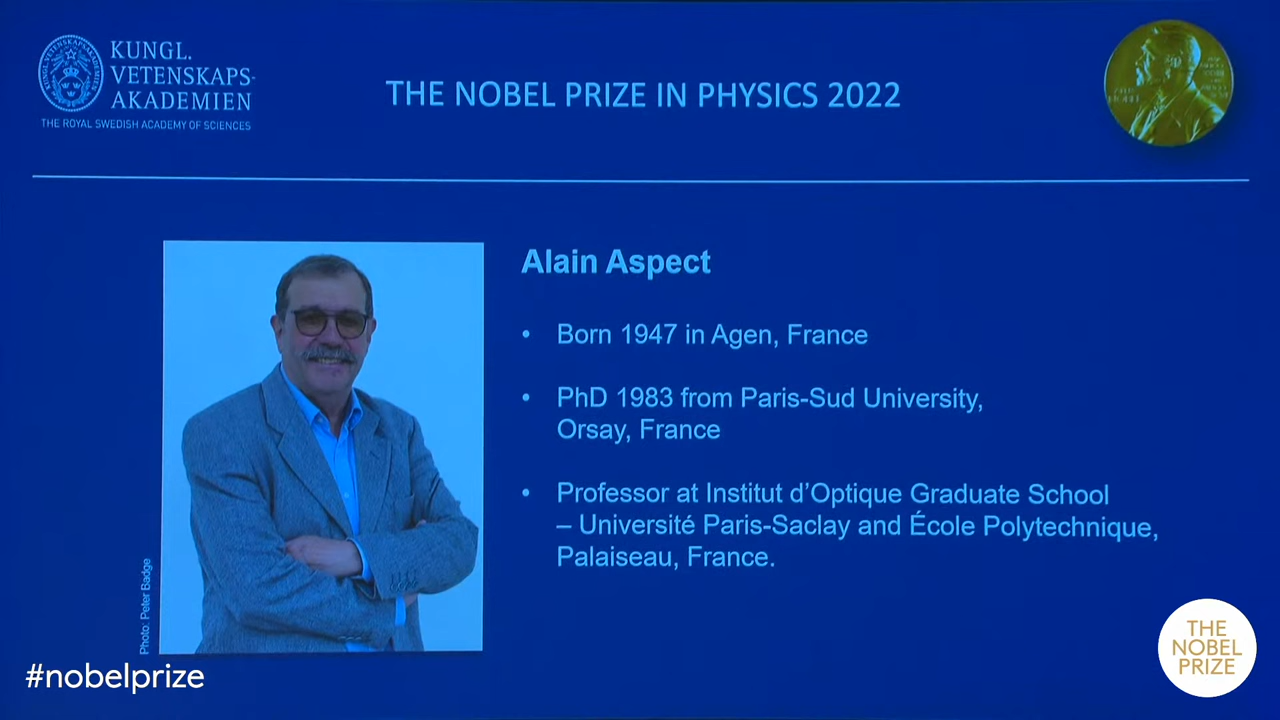 KUNGL.
VETENSKAPS-
AKADEMIEN
THE ROYAL SWEDISH ACADEMY OF SCIENCES
THE NOBEL PRIZE IN PHYSICS 2022
Alain Aspect
• Born 1947 in Agen, France
• PhD 1983 from Paris-Sud University,
Orsay, France
• Professor at Institut d’Optique Graduate School
– Université Paris-Saclay and École Polytechnique,
Palaiseau, France.
Photo: Peter Badge
#nobelprize
THE
NOBEL
PRIZE